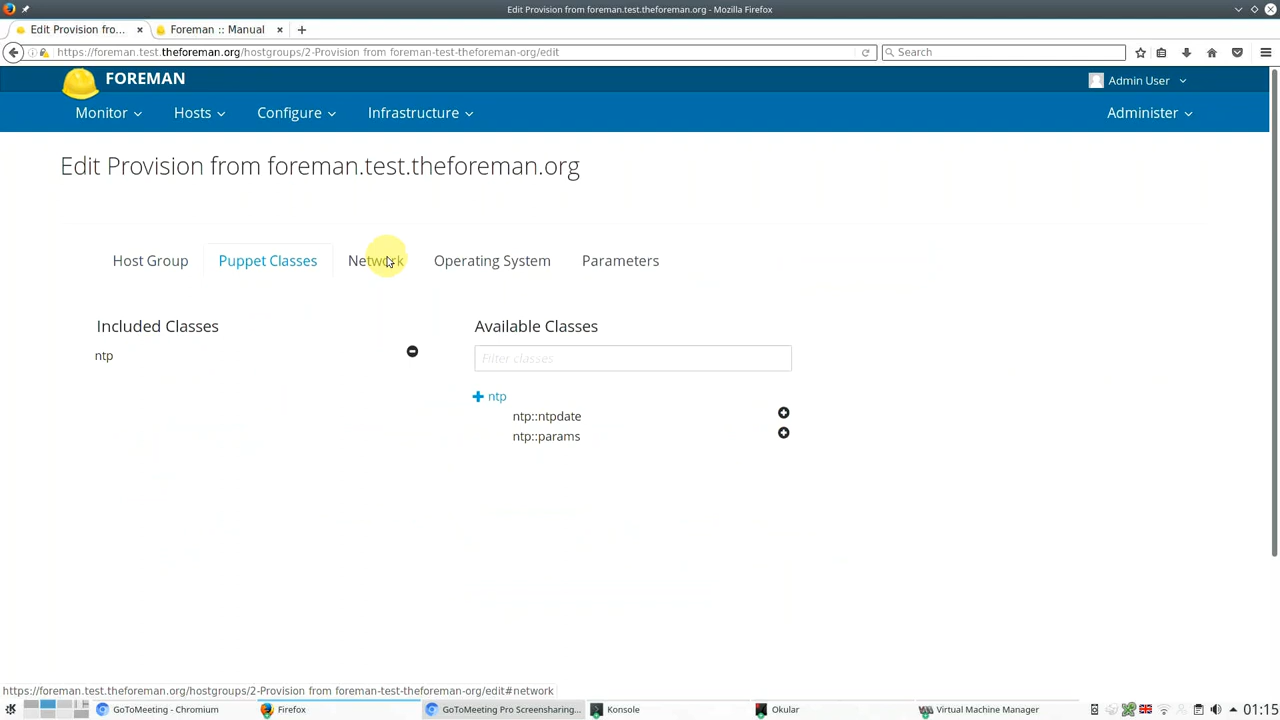 Edit Provision from foreman.test.theforeman.org - Mozilla Firefox
Edit Provision fro... × Foreman :: Manual ×
https://foreman.test.theforeman.org/hostgroups/2-Provision from foreman-test-theforeman-org/edit Search
FOREMAN Admin User
Monitor Hosts Configure Infrastructure Administer
Edit Provision from foreman.test.theforeman.org
Host Group Puppet Classes Network Operating System Parameters
Included Classes Available Classes
ntp Filter classes
ntp
ntp::ntpdate
ntp::params
https://foreman.test.theforeman.org/hostgroups/2-Provision from foreman-test-theforeman-org/edit#network
GoToMeeting - Chromium Firefox GoToMeeting Pro Screensharing... Konsole Okular Virtual Machine Manager 01:15